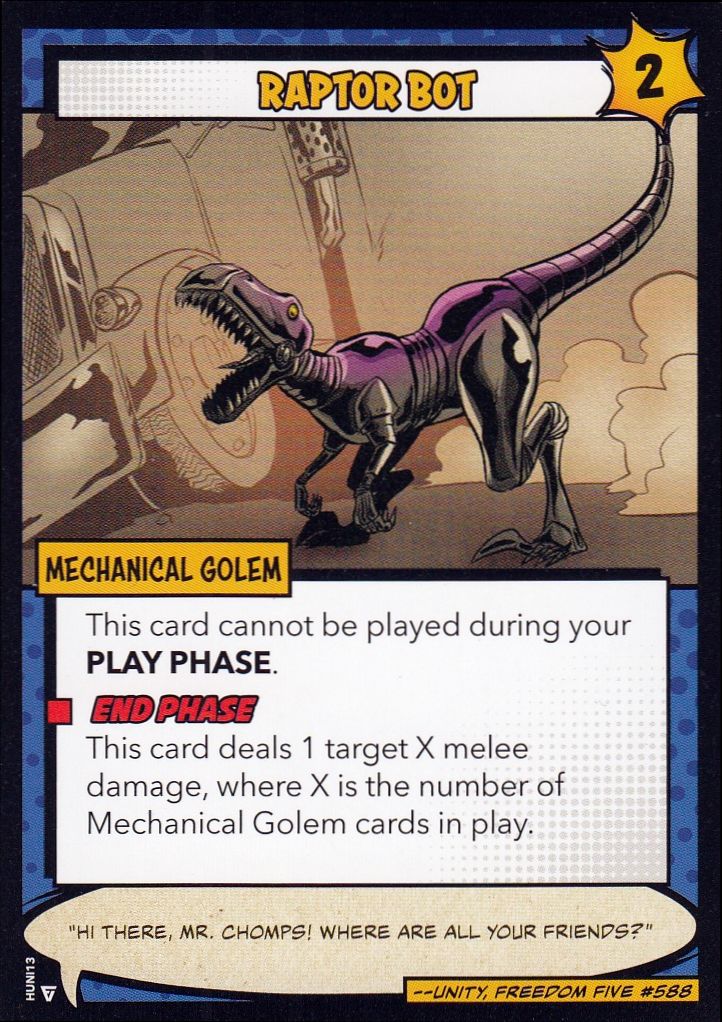 RAPTOR BOT
2
MECHANICAL GOLEM
This card cannot be played during your
PLAY PHASE.
END PHASE
This card deals 1 target X melee
damage, where X is the number of
Mechanical Golem cards in play.
"HI THERE, MR. CHOMPS! WHERE ARE ALL YOUR FRIENDS?"
--UNITY, FREEDOM FIVE #588
HUNI13